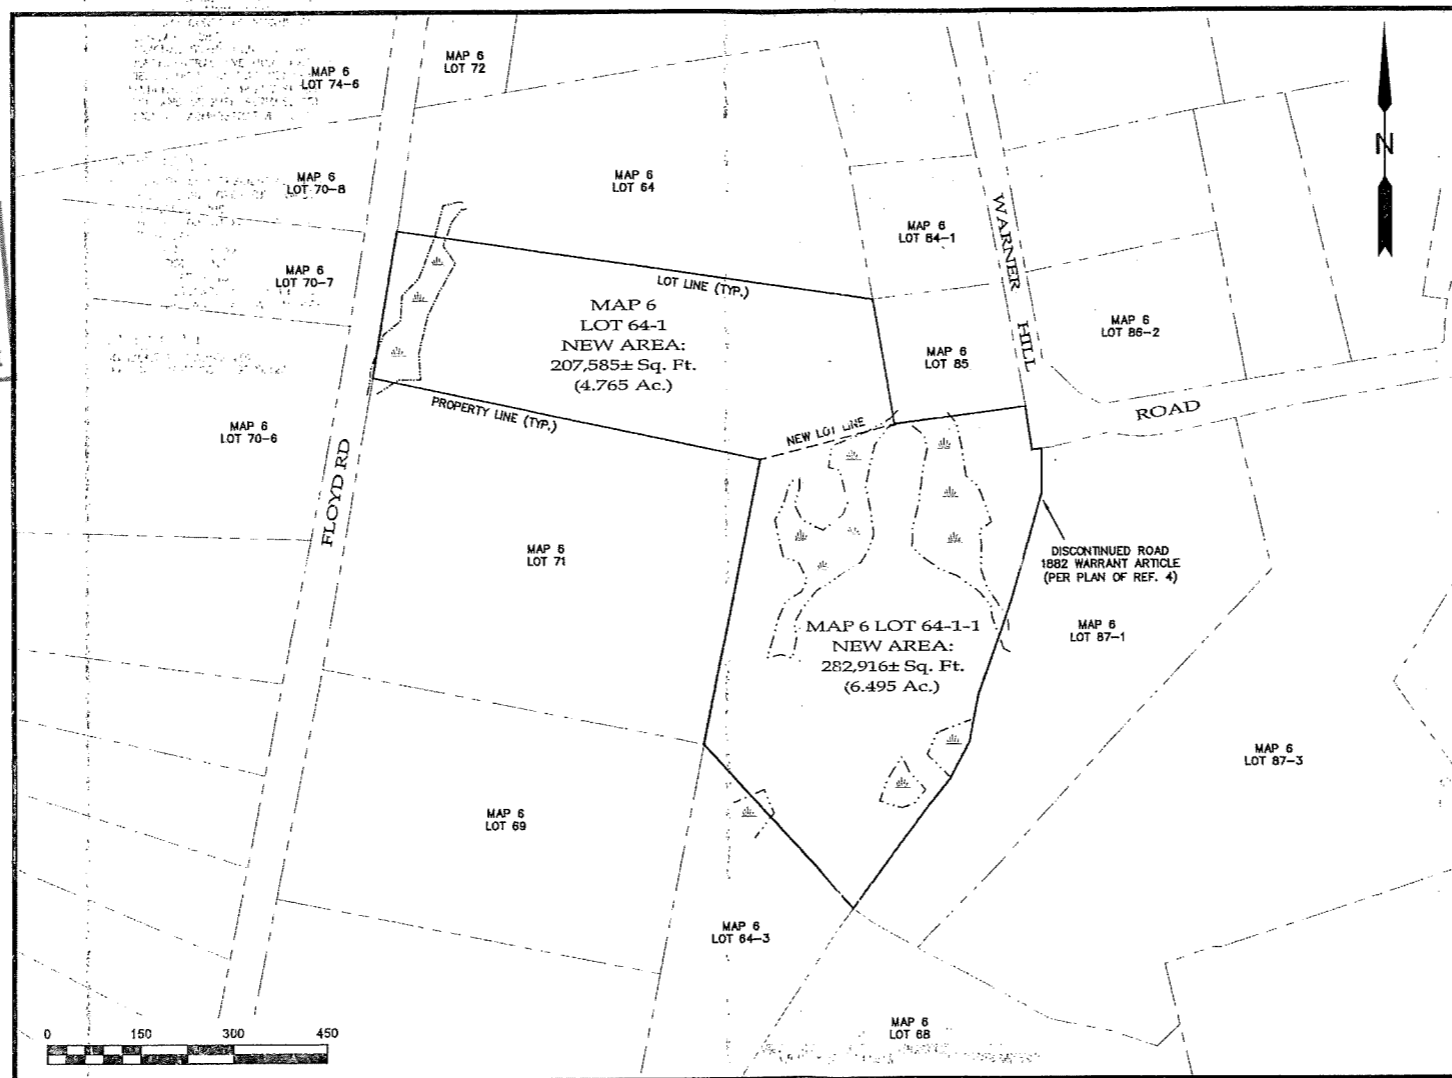 MAP 6
LOT 74-6
MAP 6
LOT 72
MAP 6
LOT 70-8
MAP 6
LOT 64
N
MAP 6
LOT 84-1
WARNER HILL ROAD
MAP 6
LOT 70-7
LOT LINE (TYP.)
MAP 6
LOT 64-1
NEW AREA:
207,585± Sq. Ft.
(4.765 Ac.)
MAP 6
LOT 86-2
MAP 6
LOT 85
PROPERTY LINE (TYP.)
NEW LOT LINE
MAP 6
LOT 70-6
FLOYD RD
MAP 6
LOT 71
DISCONTINUED ROAD
1882 WARRANT ARTICLE
(PER PLAN OF REF. 4)
MAP 6 LOT 64-1-1
NEW AREA:
282,916± Sq. Ft.
(6.495 Ac.)
MAP 6
LOT 87-1
MAP 6
LOT 87-3
MAP 6
LOT 69
MAP 6
LOT 64-3
MAP 6
LOT 68
0 150 300 450